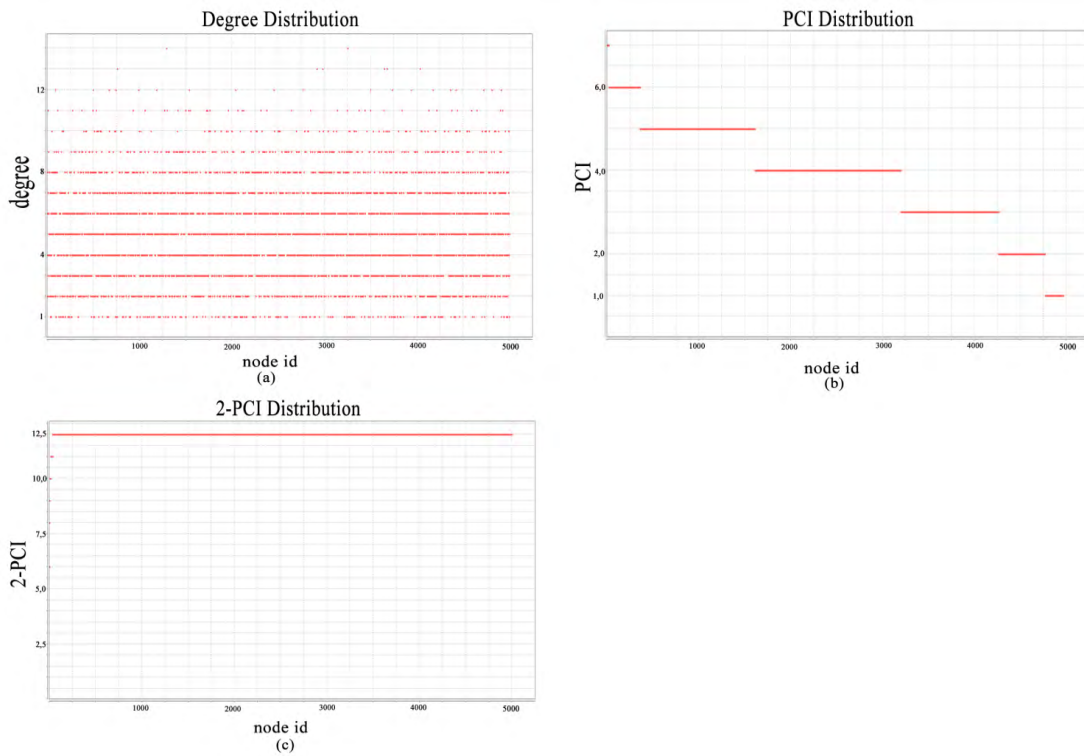 Degree Distribution
degree
12
8
4
1
1000 2000 3000 4000 5000
node id
(a)
PCI Distribution
PCI
6,0
4,0
2,0
1,0
1000 2000 3000 4000 5000
node id
(b)
2-PCI Distribution
2-PCI
12,5
10,0
7,5
5,0
2,5
1000 2000 3000 4000 5000
node id
(c)